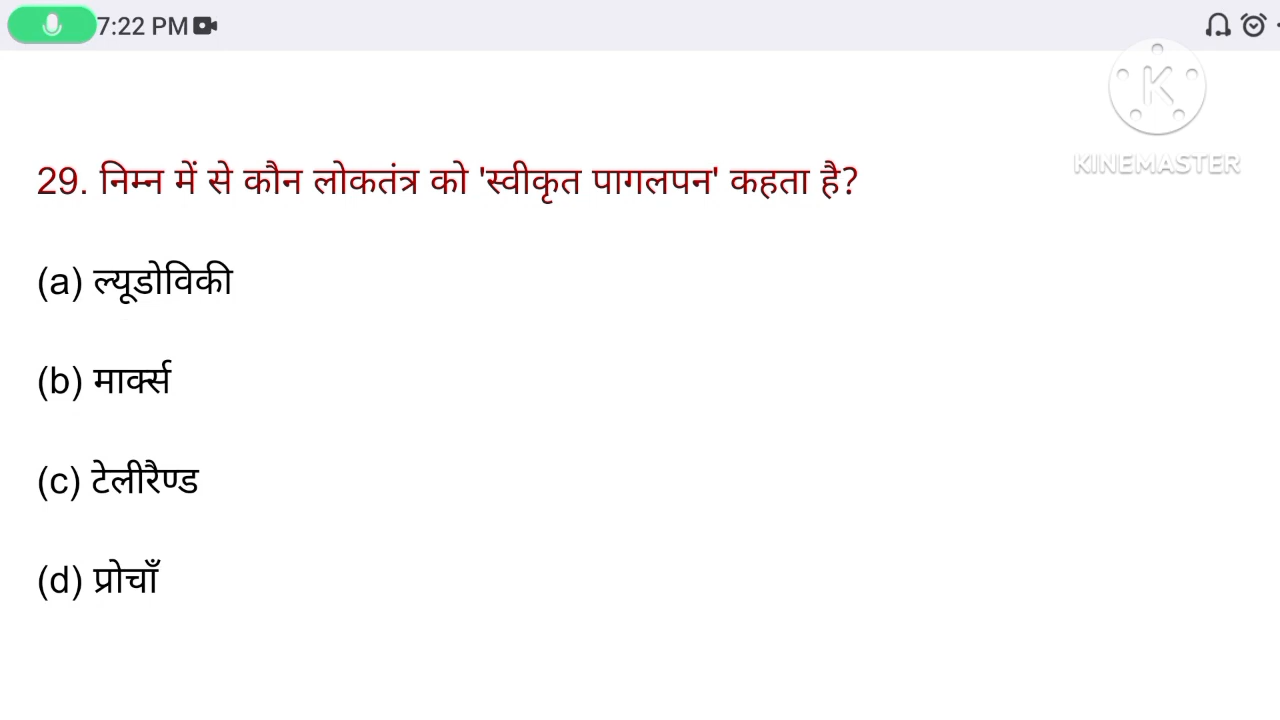 7:22 PM
K
KINEMASTER
29. निम्न में से कौन लोकतंत्र को 'स्वीकृत पागलपन' कहता है?
(a) ल्यूडोविकी
(b) मार्क्स
(c) टेलीरैण्ड
(d) प्रोचाँ